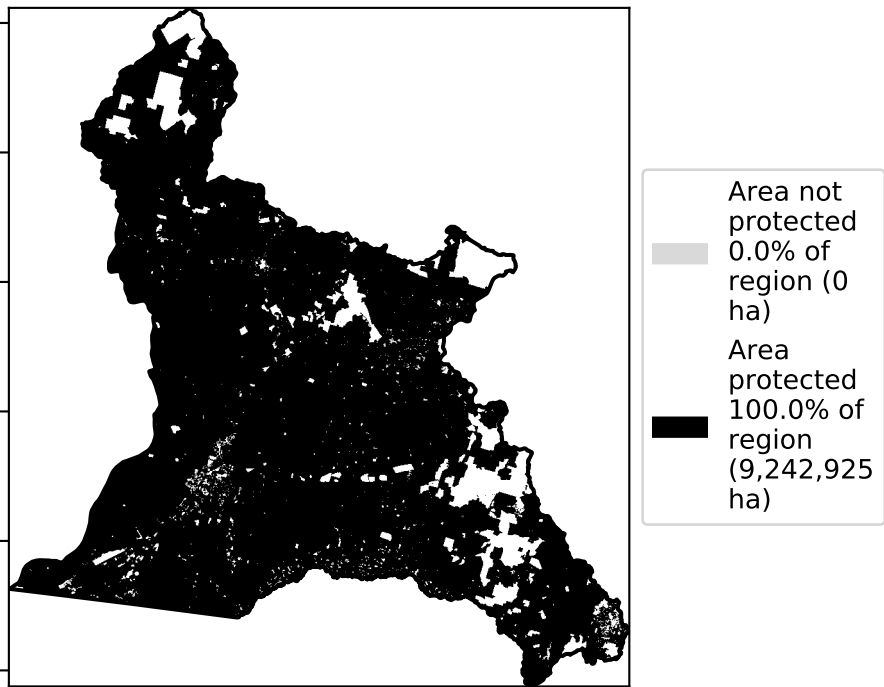 Area not
protected
0.0% of
region (0
ha)
Area
protected
100.0% of
region
(9,242,925
ha)